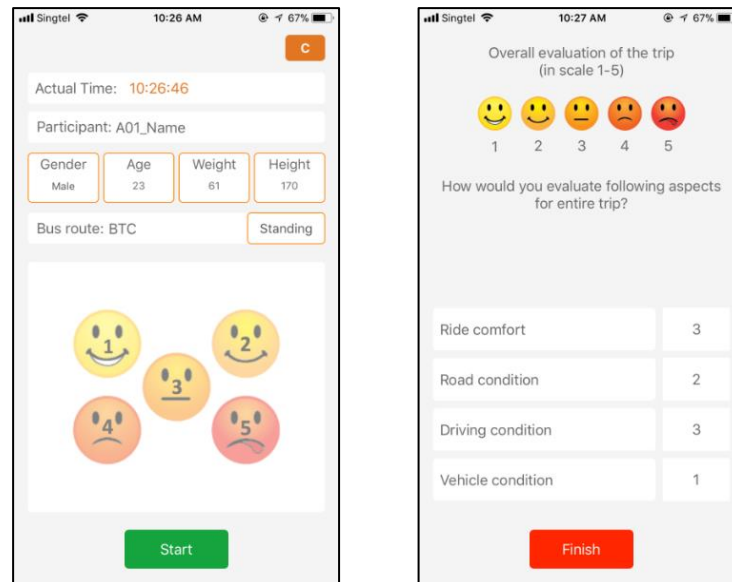 Singtel 10:26 AM 67%
C
Actual Time: 10:26:46
Participant: A01_Name
Gender Age Weight Height
Male 23 61 170
Bus route: BTC Standing
1 2
3
4 5
Start
Singtel 10:27 AM 67%
Overall evaluation of the trip
(in scale 1-5)
1 2 3 4 5
How would you evaluate following aspects
for entire trip?
Ride comfort 3
Road condition 2
Driving condition 3
Vehicle condition 1
Finish